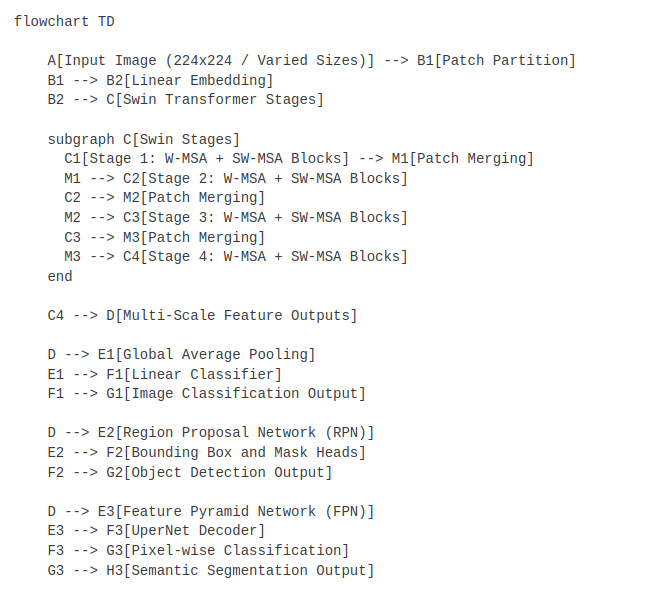 flowchart TD
A[Input Image (224x224 / Varied Sizes)] --> B1[Patch Partition]
B1 --> B2[Linear Embedding]
B2 --> C[Swin Transformer Stages]
subgraph C[Swin Stages]
C1[Stage 1: W-MSA + SW-MSA Blocks] --> M1[Patch Merging]
M1 --> C2[Stage 2: W-MSA + SW-MSA Blocks]
C2 --> M2[Patch Merging]
M2 --> C3[Stage 3: W-MSA + SW-MSA Blocks]
C3 --> M3[Patch Merging]
M3 --> C4[Stage 4: W-MSA + SW-MSA Blocks]
end
C4 --> D[Multi-Scale Feature Outputs]
D --> E1[Global Average Pooling]
E1 --> F1[Linear Classifier]
F1 --> G1[Image Classification Output]
D --> E2[Region Proposal Network (RPN)]
E2 --> F2[Bounding Box and Mask Heads]
F2 --> G2[Object Detection Output]
D --> E3[Feature Pyramid Network (FPN)]
E3 --> F3[UperNet Decoder]
F3 --> G3[Pixel-wise Classification]
G3 --> H3[Semantic Segmentation Output]